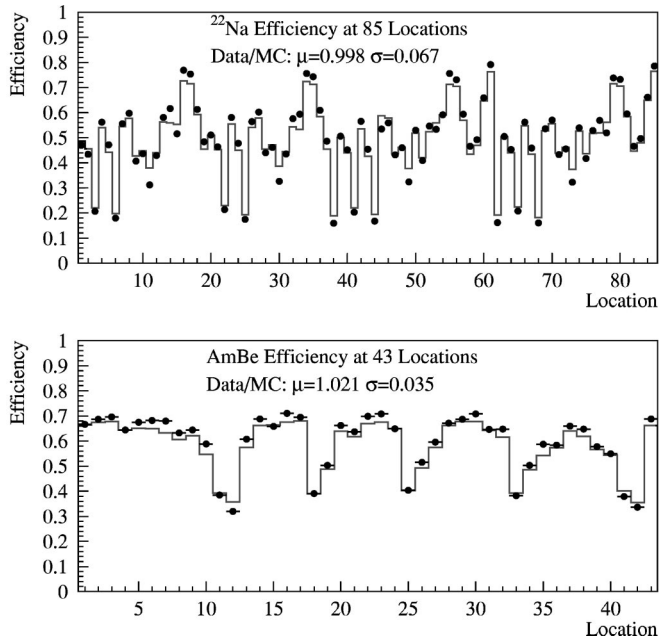 ²²Na Efficiency at 85 Locations
Data/MC: μ=0.998 σ=0.067
Efficiency
1
0.9
0.8
0.7
0.6
0.5
0.4
0.3
0.2
0.1
0
10 20 30 40 50 60 70 80
Location
AmBe Efficiency at 43 Locations
Data/MC: μ=1.021 σ=0.035
Efficiency
1
0.9
0.8
0.7
0.6
0.5
0.4
0.3
0.2
0.1
0
5 10 15 20 25 30 35 40
Location